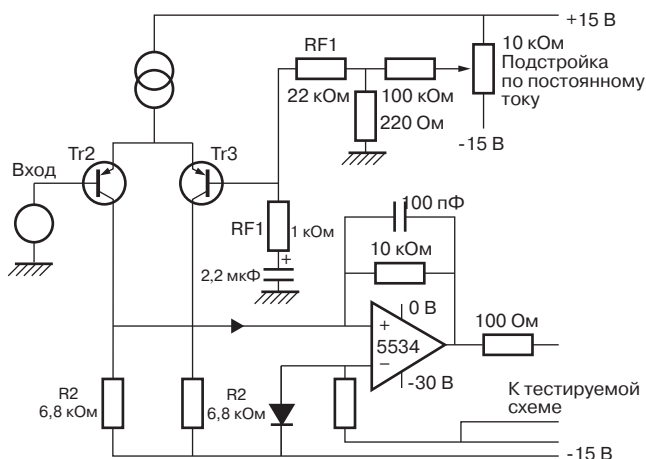 +15 В
RF1
10 кОм
Подстройка
по постоянному
току
22 кОм
100 кОм
220 Ом
-15 В
Tr2
Tr3
Вход
100 пФ
RF1
1 кОм
+
10 кОм
2,2 мкФ
0 В
+
100 Ом
5534
−
-30 В
R2
6,8 кОм
R2
6,8 кОм
К тестируемой
схеме
-15 В